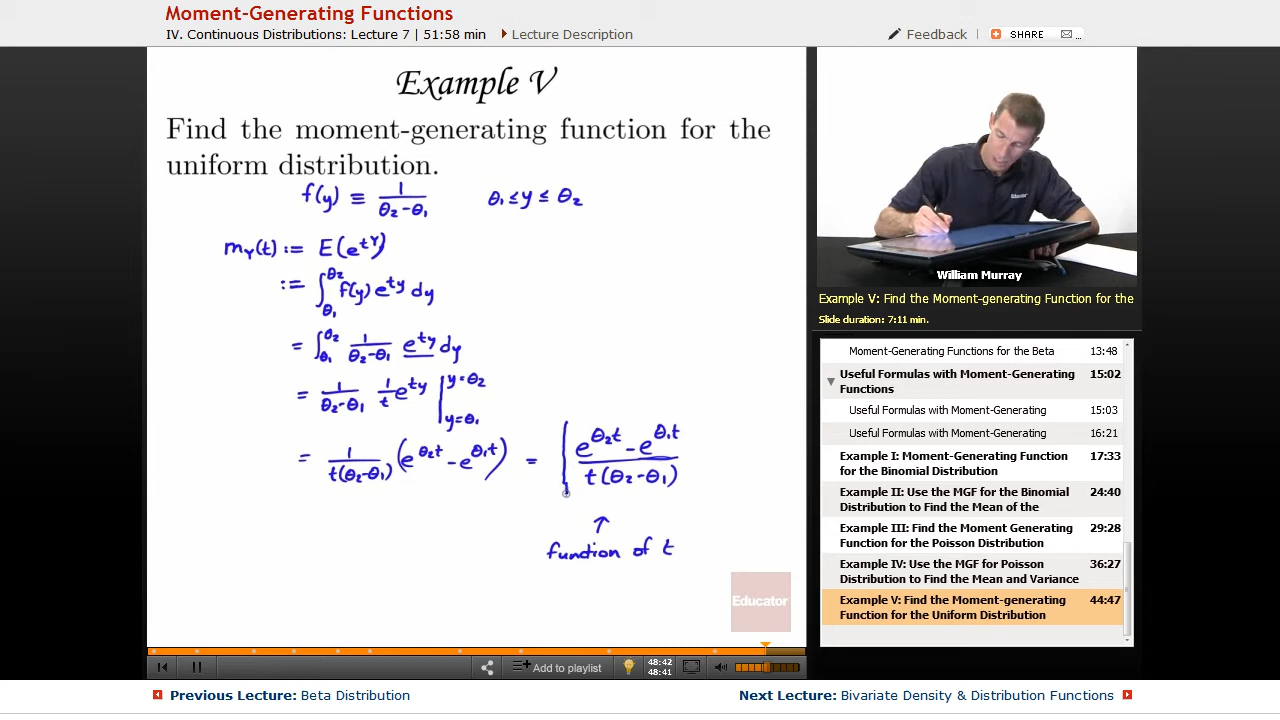 Moment-Generating Functions
IV. Continuous Distributions: Lecture 7 | 51:58 min Lecture Description
Feedback
SHARE
Example V
Find the moment-generating function for the
uniform distribution.
f(y) ≡ 1/(θ₂-θ₁) θ₁ ≤ y ≤ θ₂
m_Y(t) := E(e^{tY})
:= ∫_{θ₁}^{θ₂} f(y) e^{ty} dy
= ∫_{θ₁}^{θ₂} 1/(θ₂-θ₁) e^{ty} dy
= 1/(θ₂-θ₁) 1/t e^{ty} |_{y=θ₁}^{y=θ₂}
= 1/(t(θ₂-θ₁)) (e^{θ₂t} - e^{θ₁t}) = (e^{θ₂t} - e^{θ₁t})/(t(θ₂-θ₁))
↑
function of t
Educator
Educator
William Murray
Example V: Find the Moment-generating Function for the
Slide duration: 7:11 min.
Moment-Generating Functions for the Beta 13:48
Useful Formulas with Moment-Generating 15:02
Functions
Useful Formulas with Moment-Generating 15:03
Useful Formulas with Moment-Generating 16:21
Example I: Moment-Generating Function 17:33
for the Binomial Distribution
Example II: Use the MGF for the Binomial 24:40
Distribution to Find the Mean of the
Example III: Find the Moment Generating 29:28
Function for the Poisson Distribution
Example IV: Use the MGF for Poisson 36:27
Distribution to Find the Mean and Variance
Example V: Find the Moment-generating 44:47
Function for the Uniform Distribution
Add to playlist
48:42
48:41
Previous Lecture: Beta Distribution
Next Lecture: Bivariate Density & Distribution Functions